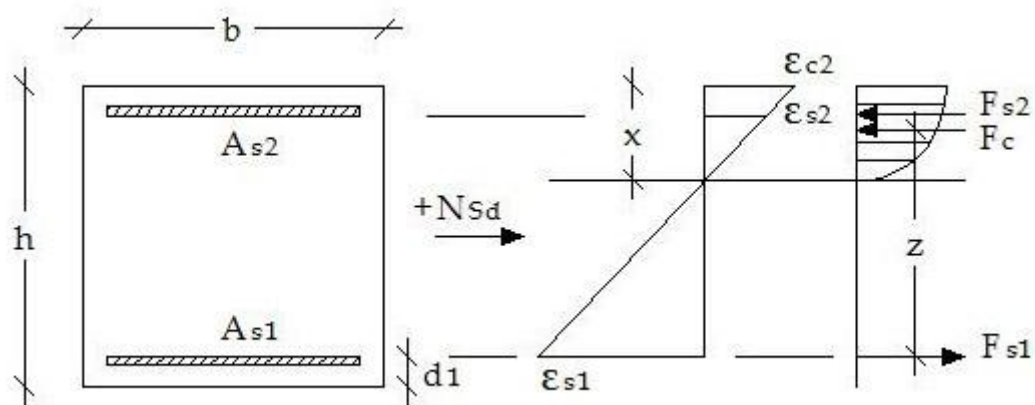 b
εc2
εs2
Fs2
Fc
As2
x
+NSd
h
z
As1
d1
εs1
Fs1